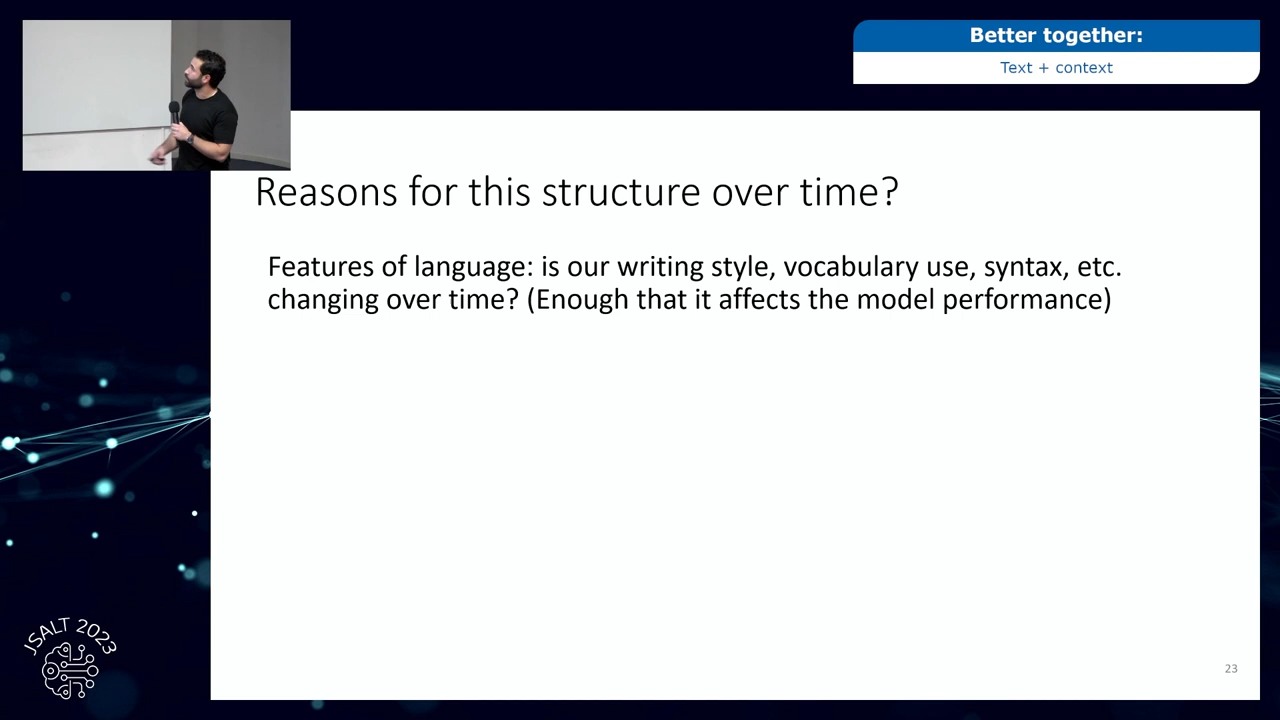 Better together:
Text + context
Reasons for this structure over time?
Features of language: is our writing style, vocabulary use, syntax, etc.
changing over time? (Enough that it affects the model performance)
23
JSALT 2023